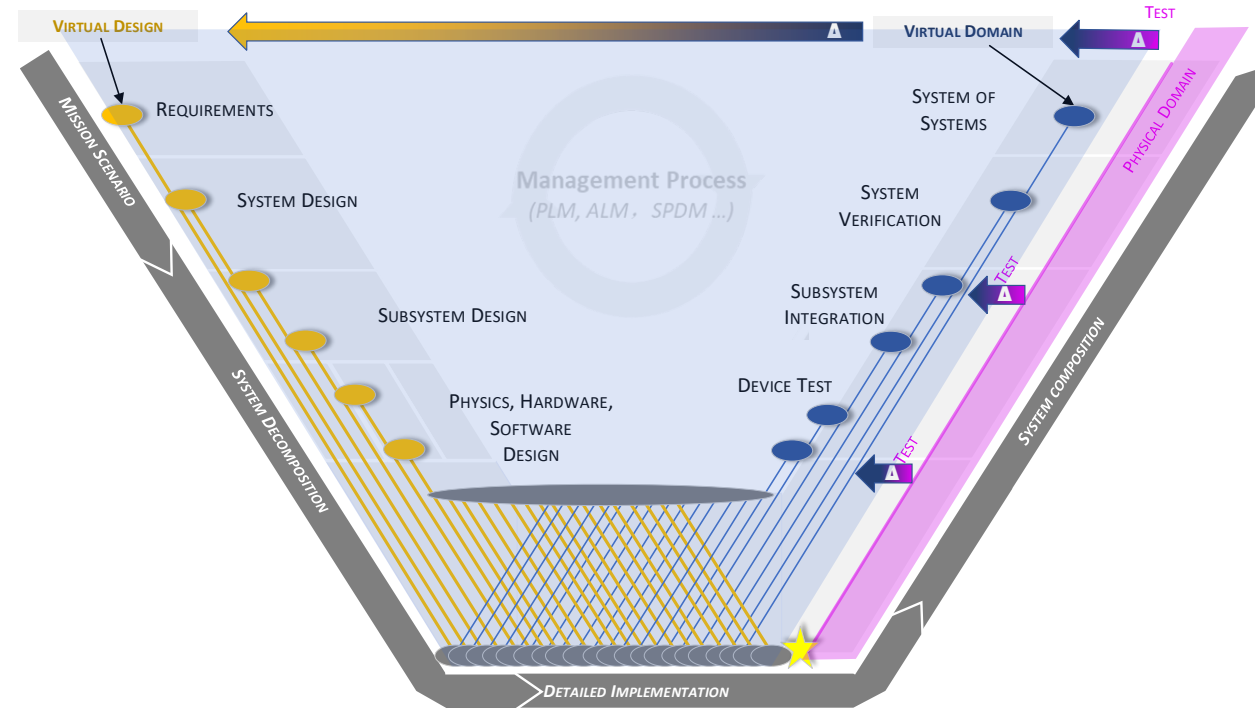 TEST
VIRTUAL DESIGN
VIRTUAL DOMAIN
Δ
Δ
REQUIREMENTS
SYSTEM OF
SYSTEMS
MISSION SCENARIO
PHYSICAL DOMAIN
Management Process
(PLM, ALM，SPDM …)
SYSTEM DESIGN
SYSTEM
VERIFICATION
TEST
Δ
SUBSYSTEM DESIGN
SUBSYSTEM
INTEGRATION
DEVICE TEST
PHYSICS, HARDWARE,
SOFTWARE
DESIGN
SYSTEM DECOMPOSITION
SYSTEM COMPOSITION
TEST
Δ
DETAILED IMPLEMENTATION